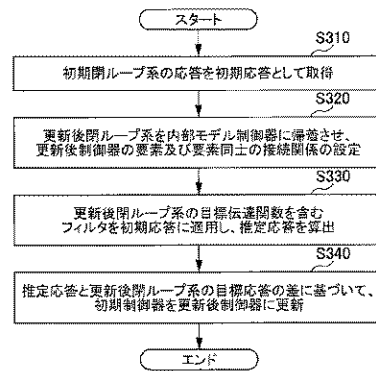 スタート
S310
初期閉ループ系の応答を初期応答として取得
S320
更新後閉ループ系を内部モデル制御器に帰着させ、
更新後制御器の要素及び要素同士の接続関係の設定
S330
更新後閉ループ系の目標伝達関数を含む
フィルタを初期応答に適用し、推定応答を算出
S340
推定応答と更新後閉ループ系の目標応答の差に基づいて、
初期制御器を更新後制御器に更新
エンド